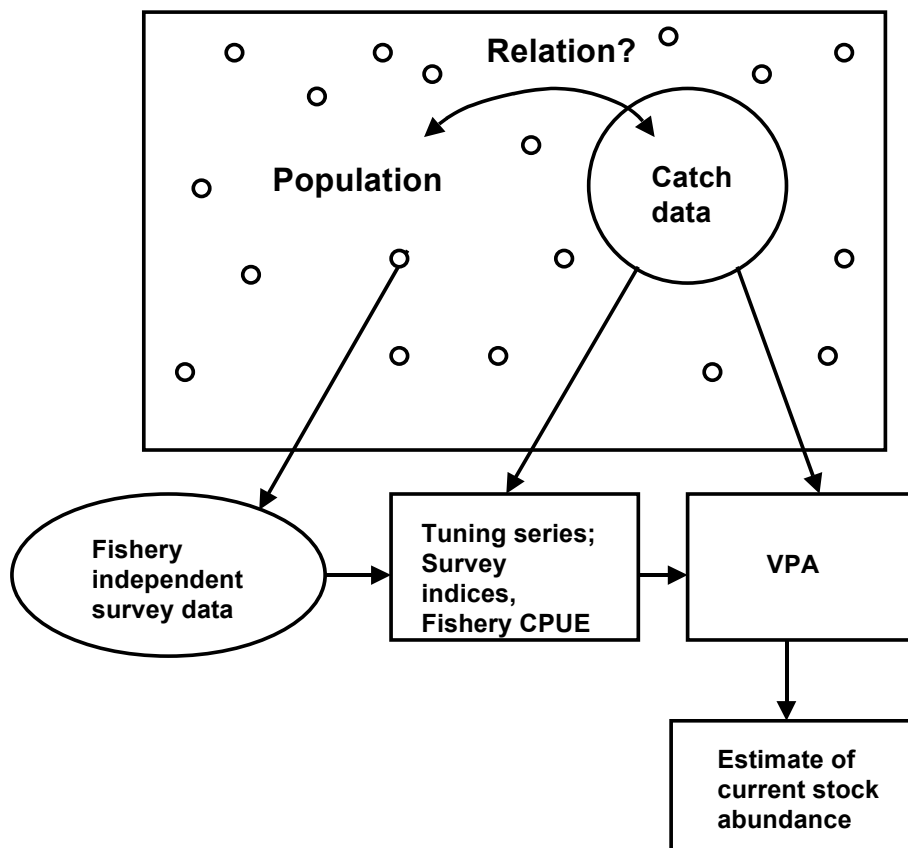 Relation?
Population
Catch
data
Fishery
independent
survey data
Tuning series;
Survey
indices,
Fishery CPUE
VPA
Estimate of
current stock
abundance